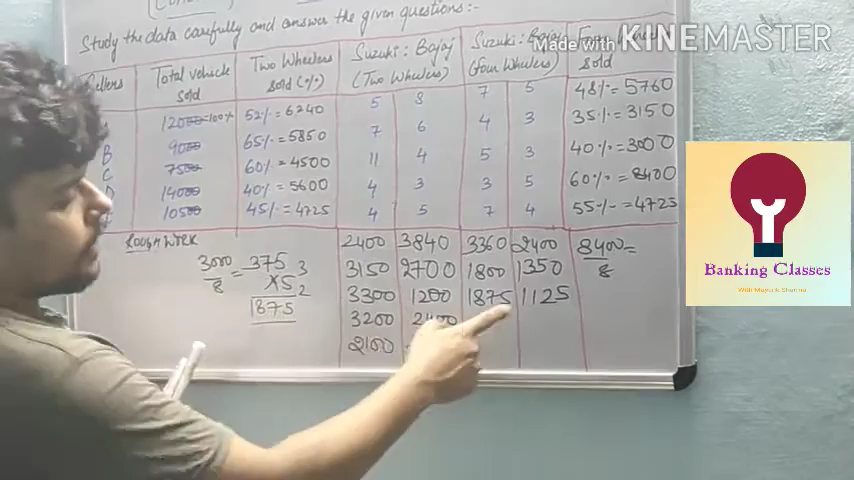 Study the data carefully and answer the given questions:-
Made with KINEMASTER
Sellers Total vehicle sold Two Wheelers sold (%) Suzuki : Bajaj (Two Wheelers) Suzuki : Bajaj (Four Wheelers) Four sold
12000=100% 52%=6240 5 8 7 5 48%=5760
B 9000 65%=5850 7 6 4 3 35%=3150
C 7500 60%=4500 11 4 5 3 40%=3000
D 14000 40%=5600 4 3 3 5 60%=8400
10500 45%=4725 4 5 7 4 55%=4725
ROUGH WORK
3000/8 = 375
×5
1875
3
2
2400 3840 3360 2400 8400/8 =
3150 2700 1800 1350
3300 1200 1875 1125
3200 2400
2100
Banking Classes
With Mayank Sharma